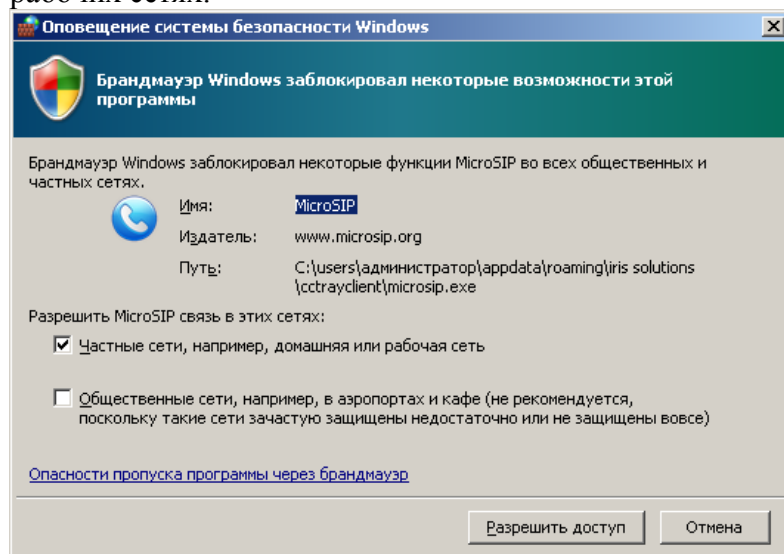 рабочих сетях.
Оповещение системы безопасности Windows
Брандмауэр Windows заблокировал некоторые возможности этой
программы
Брандмауэр Windows заблокировал некоторые функции MicroSIP во всех общественных и
частных сетях.
Имя: MicroSIP
Издатель: www.microsip.org
Путь: C:\users\администратор\appdata\roaming\iris solutions
\cctrayclient\microsip.exe
Разрешить MicroSIP связь в этих сетях:
Частные сети, например, домашняя или рабочая сеть
Общественные сети, например, в аэропортах и кафе (не рекомендуется,
поскольку такие сети зачастую защищены недостаточно или не защищены вовсе)
Опасности пропуска программы через брандмауэр
Разрешить доступ Отмена